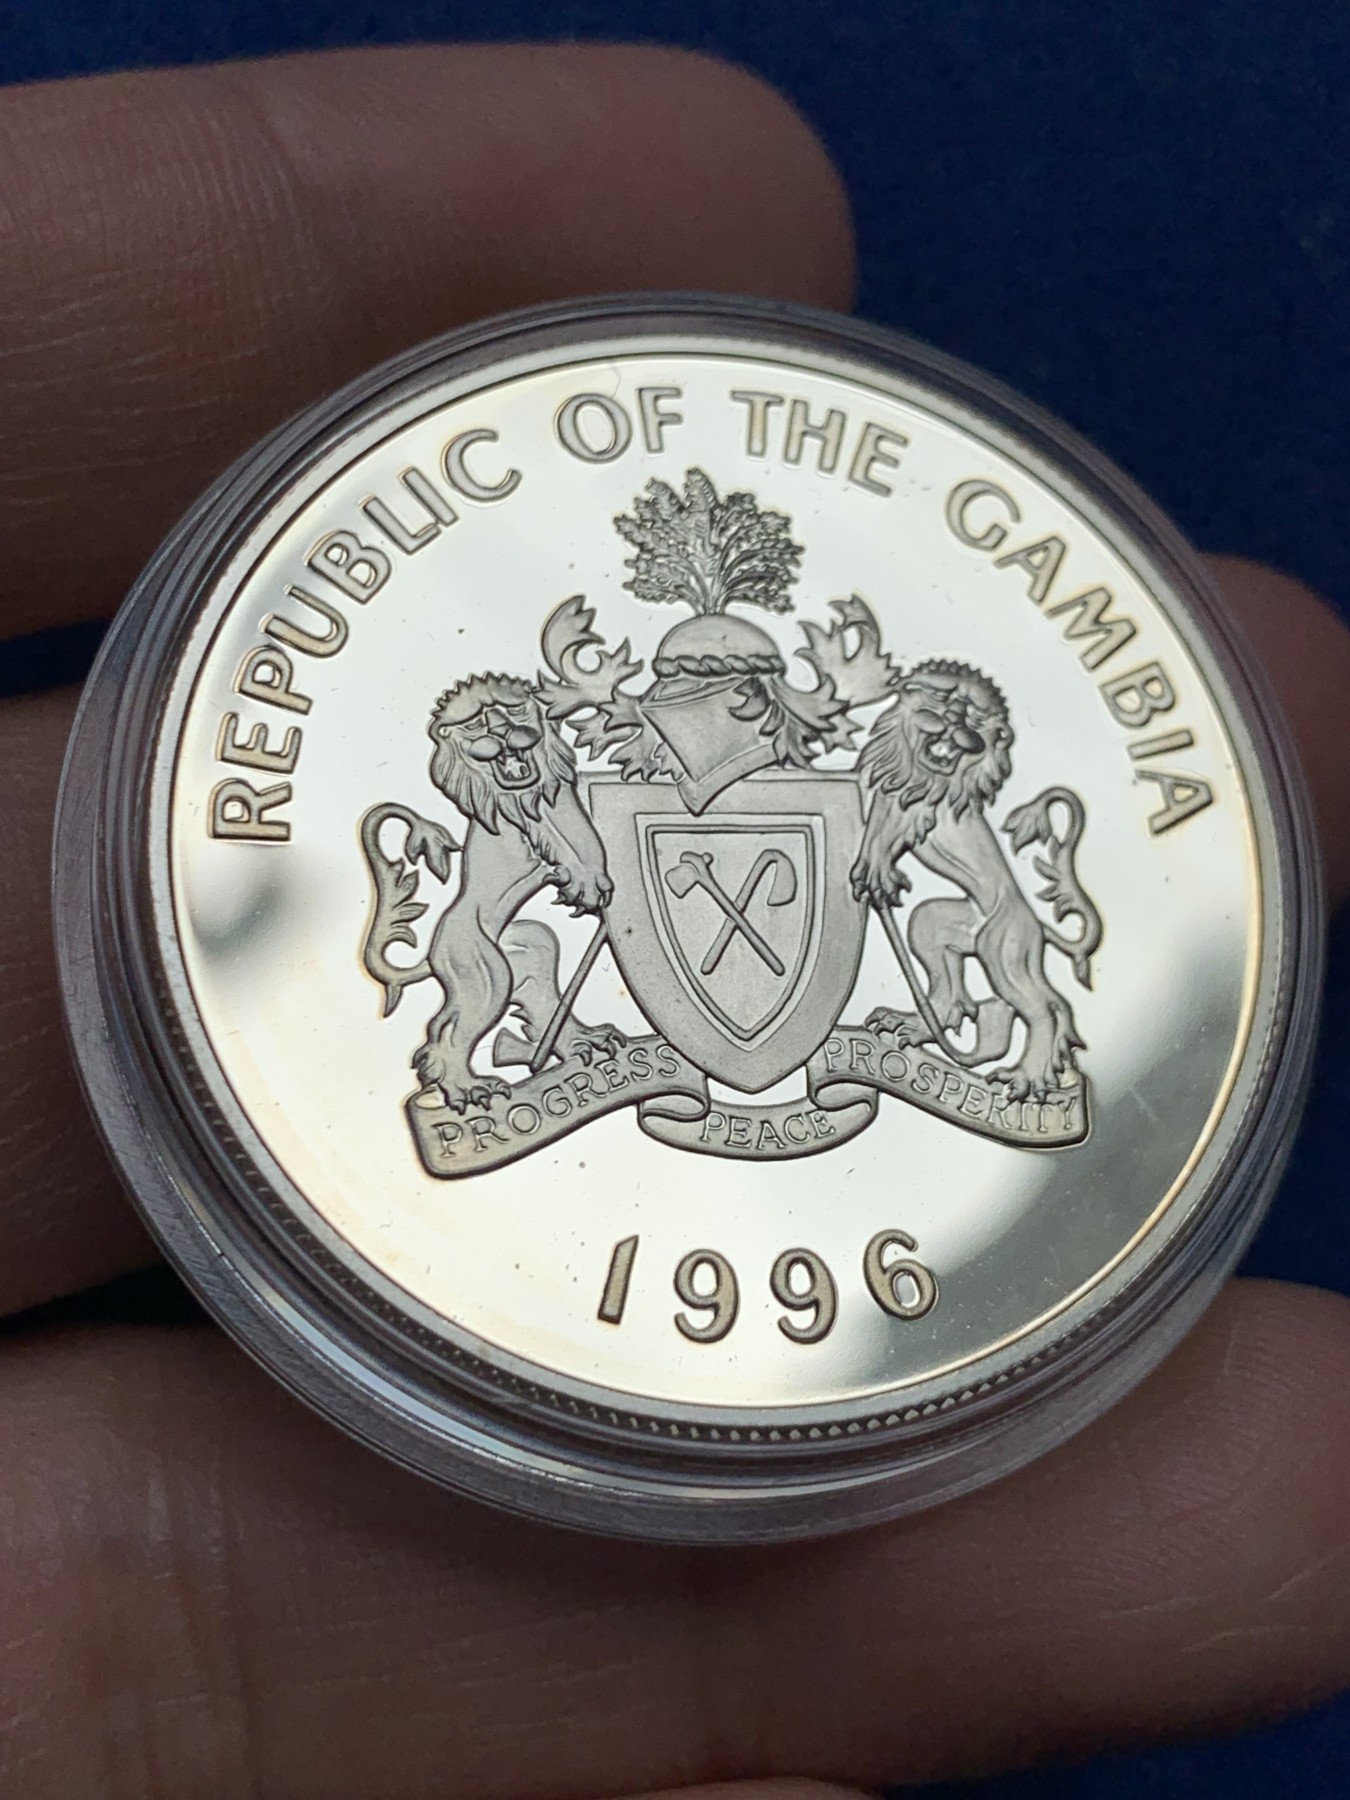 REPUBLIC OF THE GAMBIA
PROGRESS PEACE PROSPERITY
1996